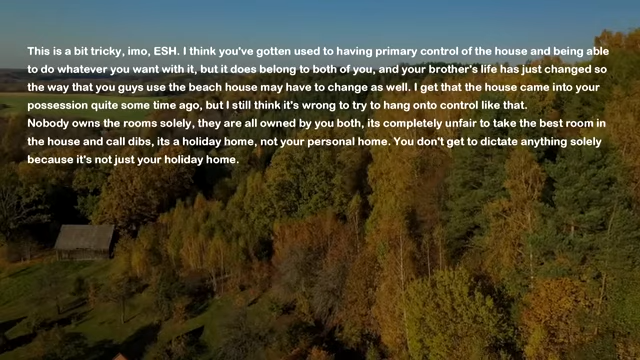 This is a bit tricky, imo, ESH. I think you've gotten used to having primary control of the house and being able
to do whatever you want with it, but it does belong to both of you, and your brother's life has just changed so
the way that you guys use the beach house may have to change as well. I get that the house came into your
possession quite some time ago, but I still think it's wrong to try to hang onto control like that.
Nobody owns the rooms solely, they are all owned by you both, its completely unfair to take the best room in
the house and call dibs, its a holiday home, not your personal home. You don't get to dictate anything solely
because it's not just your holiday home.